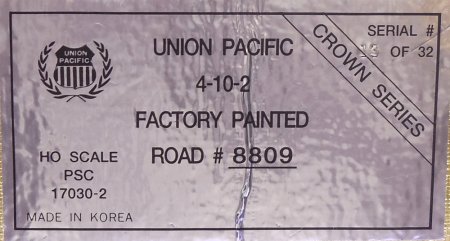 UNION PACIFIC
4-10-2
FACTORY PAINTED
ROAD # 8809
UNION
PACIFIC
HO SCALE
PSC
17030-2
MADE IN KOREA
SERIAL #
OF 32
CROWN SERIES